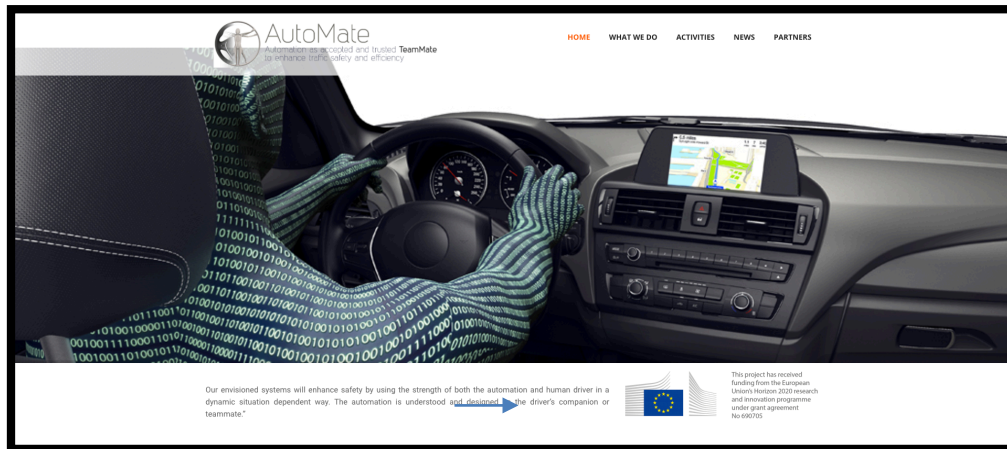 AutoMate
Automation as accepted and trusted TeamMate
to enhance traffic safety and efficiency
HOME WHAT WE DO ACTIVITIES NEWS PARTNERS
Our envisioned systems will enhance safety by using the strength of both the automation and human driver in a
dynamic situation dependent way. The automation is understood and designed the driver's companion or
teammate."
This project has received
funding from the European
Union's Horizon 2020 research
and innovation programme
under grant agreement
No 690705